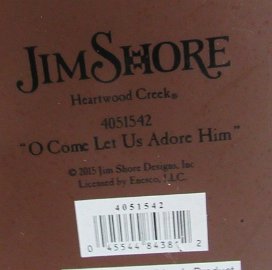 JIM SHORE
Heartwood Creek®
4051542
"O Come Let Us Adore Him"
© 2015 Jim Shore Designs, Inc
Licensed by Enesco, LLC.
4051542
0 45544 84381 2
Product